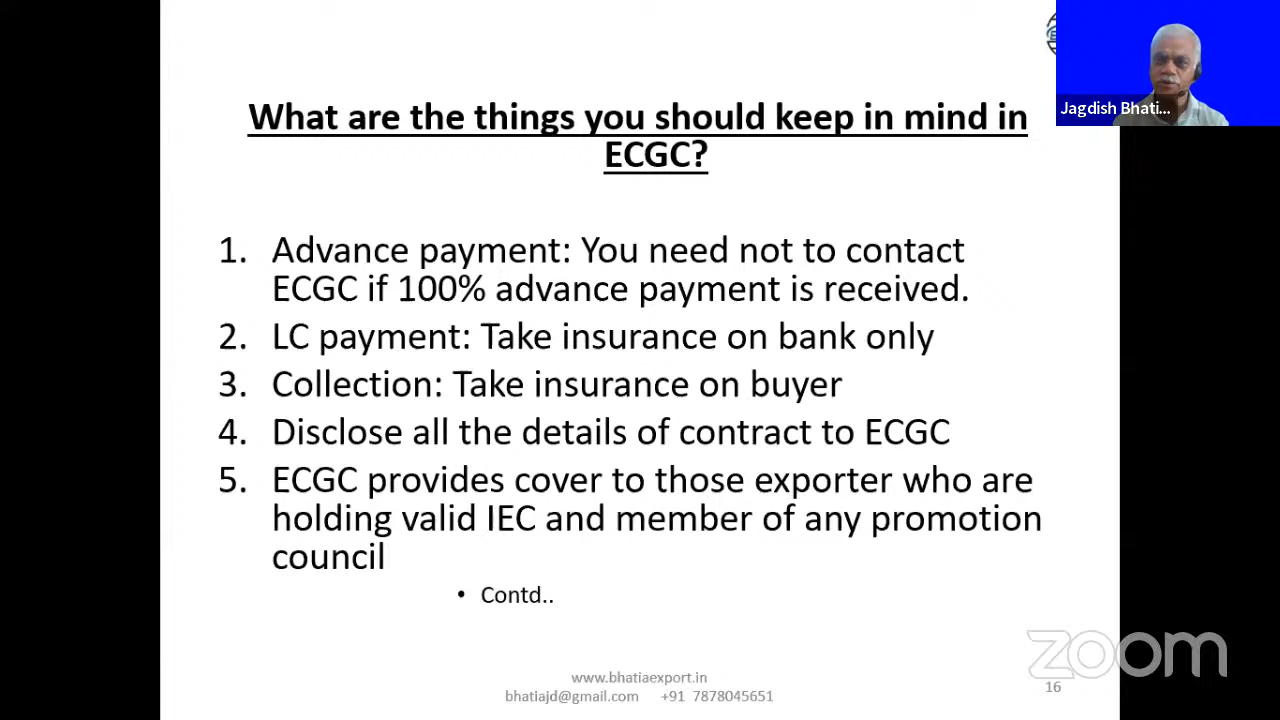 What are the things you should keep in mind in
ECGC?
Jagdish Bhati...
1. Advance payment: You need not to contact
ECGC if 100% advance payment is received.
2. LC payment: Take insurance on bank only
3. Collection: Take insurance on buyer
4. Disclose all the details of contract to ECGC
5. ECGC provides cover to those exporter who are
holding valid IEC and member of any promotion
council
• Contd..
zoom
www.bhatiaexport.in
bhatiajd@gmail.com +91 7878045651
16